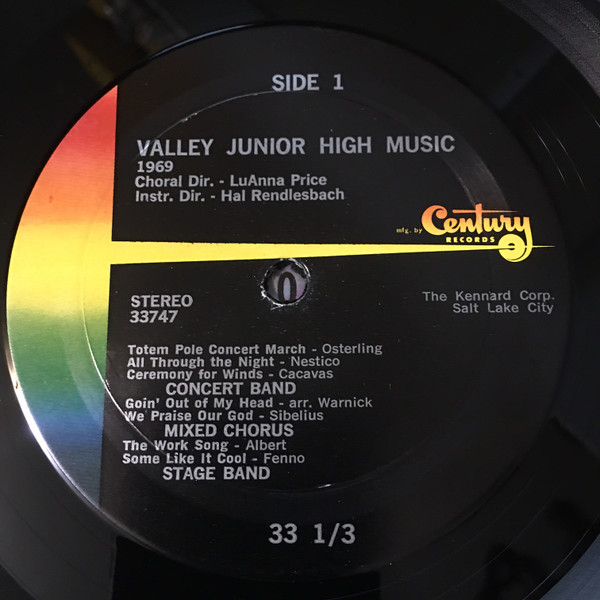 SIDE 1
VALLEY JUNIOR HIGH MUSIC
1969
Choral Dir. - LuAnna Price
Instr. Dir. - Hal Rendlesbach
mfg. by Century
RECORDS
STEREO
33747
The Kennard Corp.
Salt Lake City
Totem Pole Concert March - Osterling
All Through the Night - Nestico
Ceremony for Winds - Cacavas
CONCERT BAND
Goin' Out of My Head - arr. Warnick
We Praise Our God - Sibelius
MIXED CHORUS
The Work Song - Albert
Some Like It Cool - Fenno
STAGE BAND
33 1/3